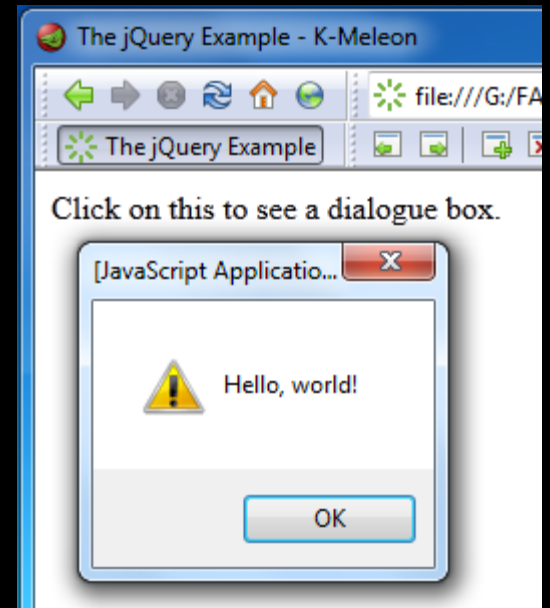 The jQuery Example - K-Meleon
file:///G:/FA
The jQuery Example
Click on this to see a dialogue box.
[JavaScript Applicatio...
Hello, world!
OK